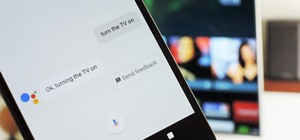 turn the TV on
Ok, turning the TV on
Send feedback